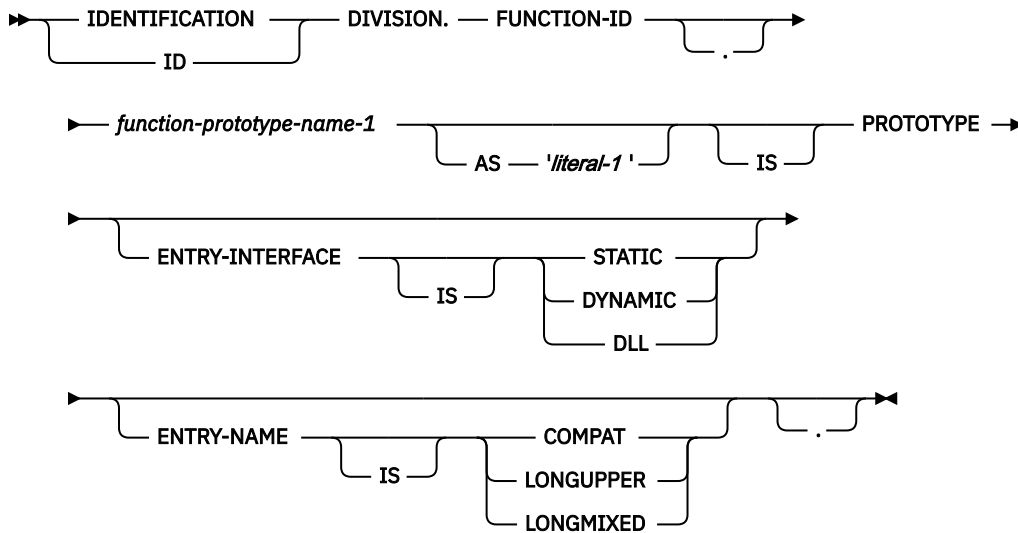 IDENTIFICATION DIVISION. FUNCTION-ID
ID .
function-prototype-name-1 PROTOTYPE
AS 'literal-1 ' IS
ENTRY-INTERFACE STATIC
IS DYNAMIC
DLL
ENTRY-NAME COMPAT .
IS LONGUPPER
LONGMIXED